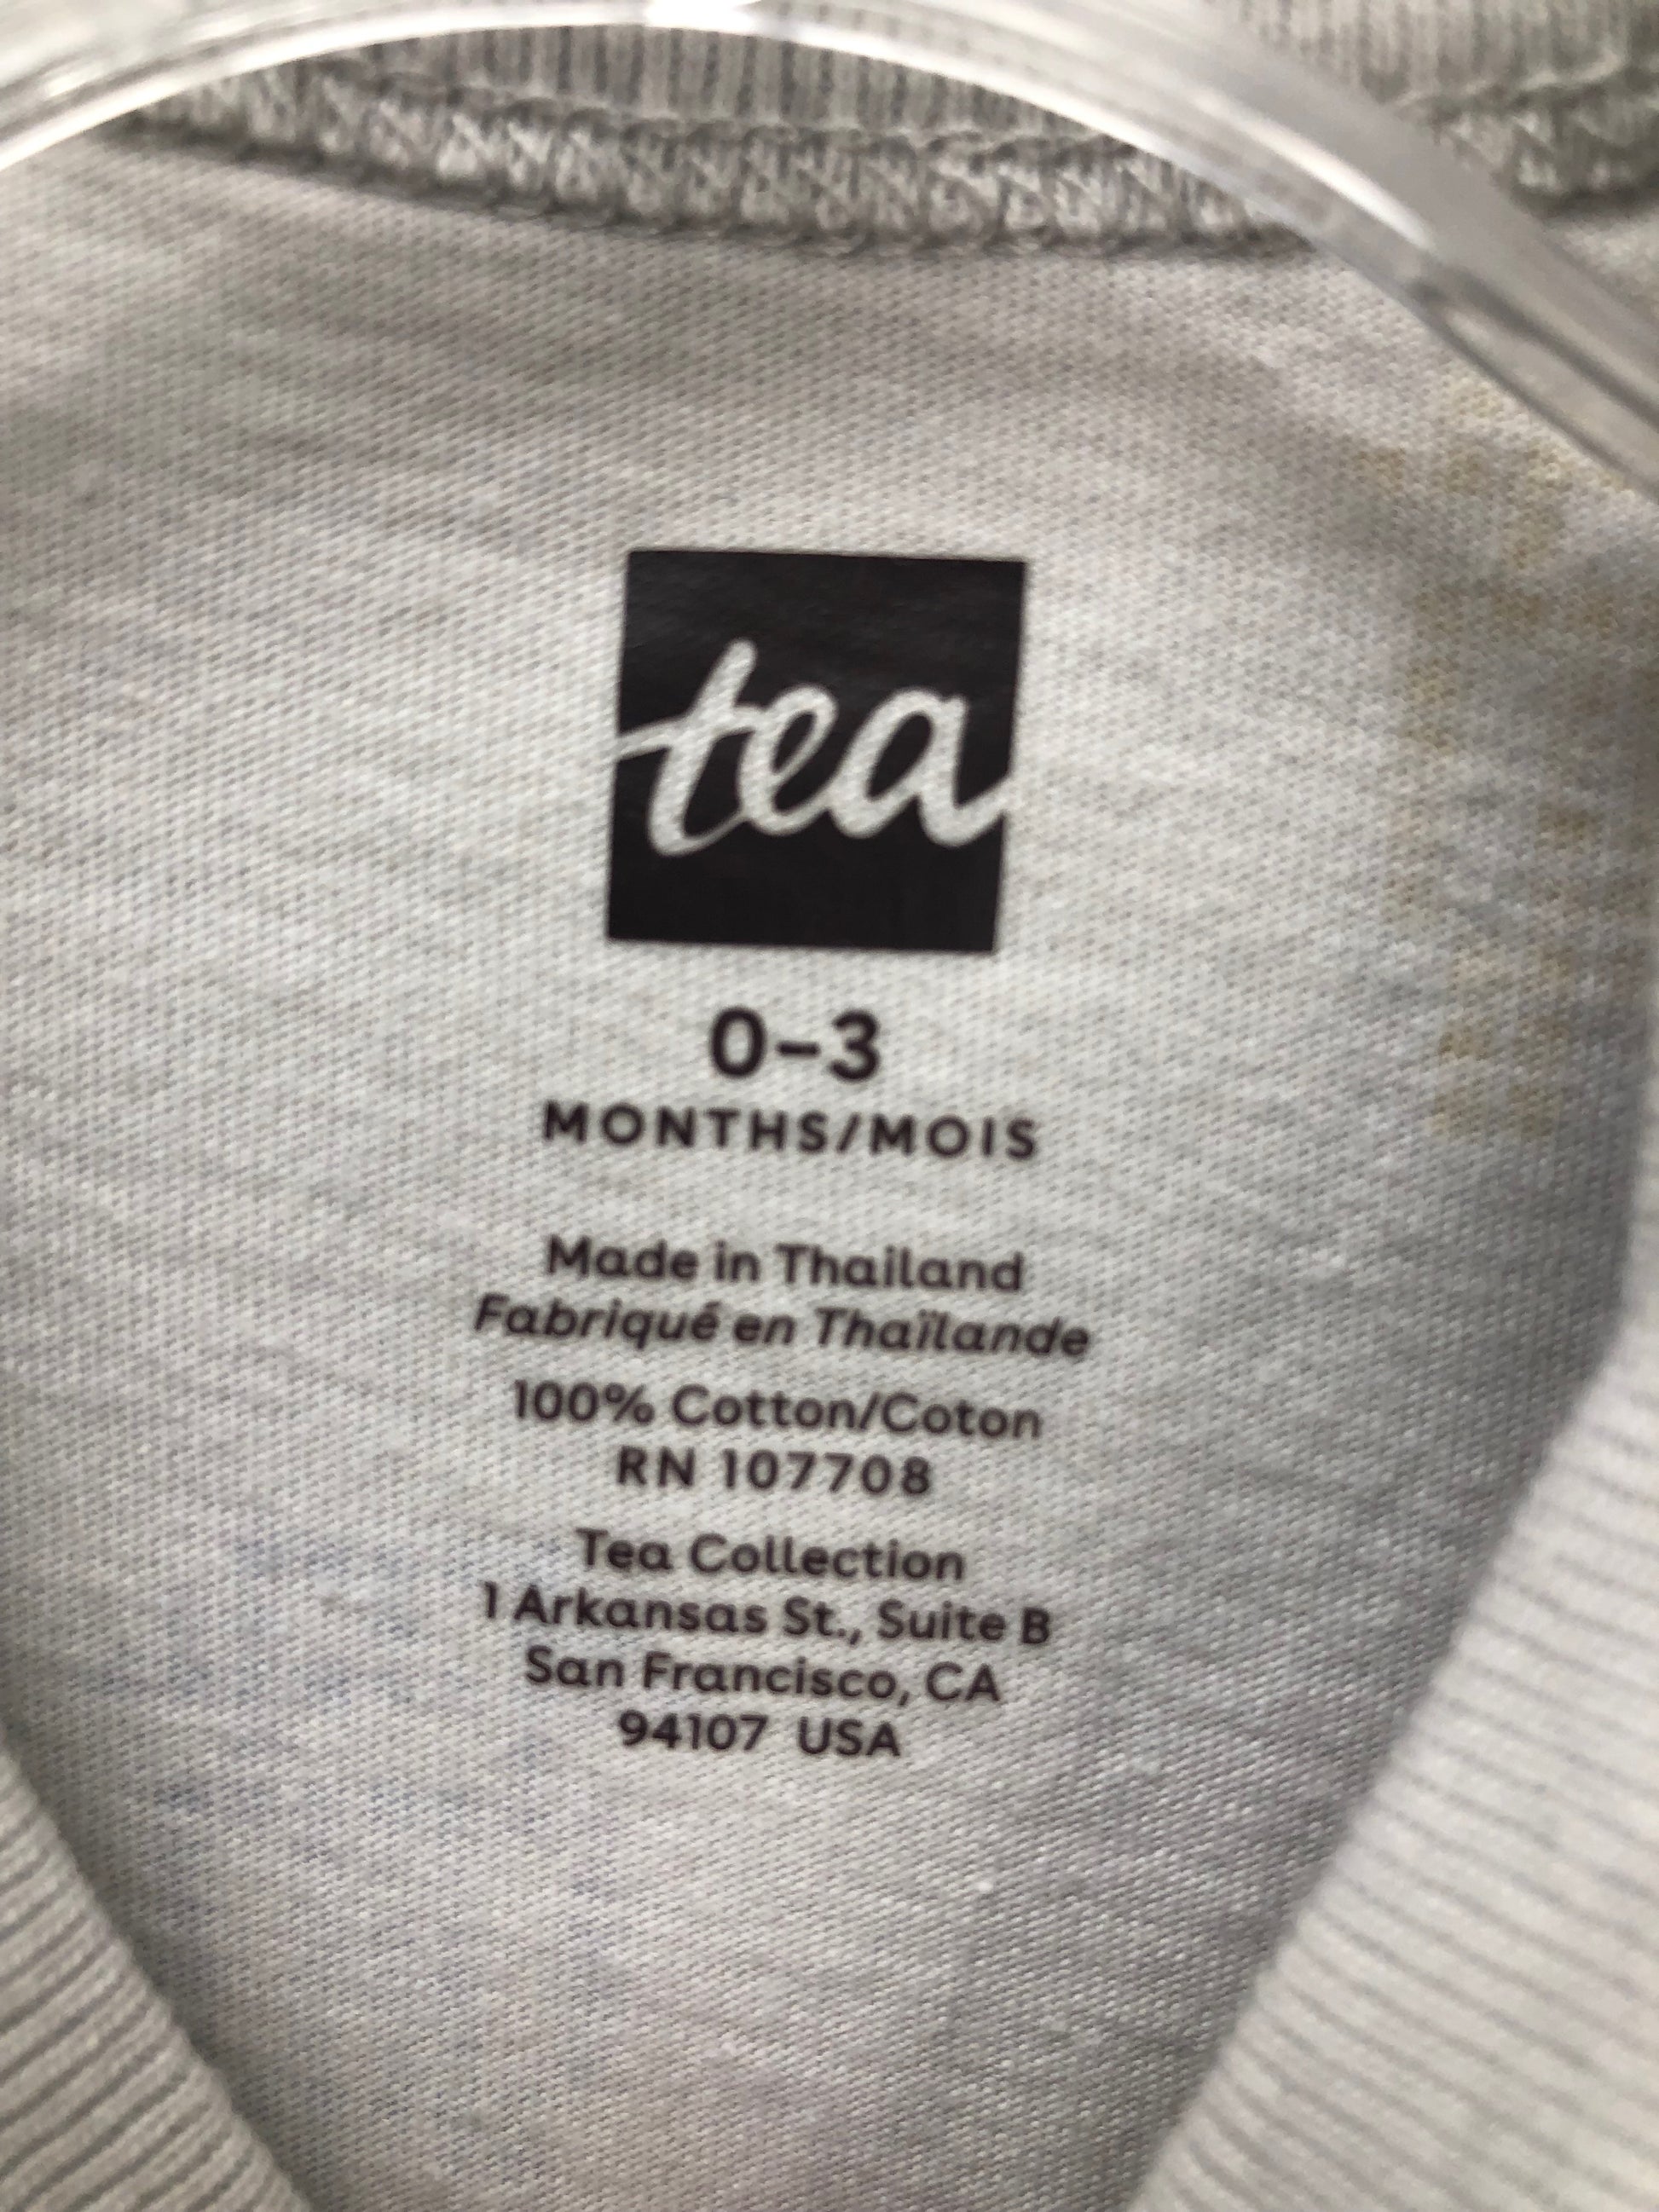 tea
0–3
MONTHS/MOIS
Made in Thailand
Fabriqué en Thaïlande
100% Cotton/Coton
RN 107708
Tea Collection
1 Arkansas St., Suite B
San Francisco, CA
94107 USA